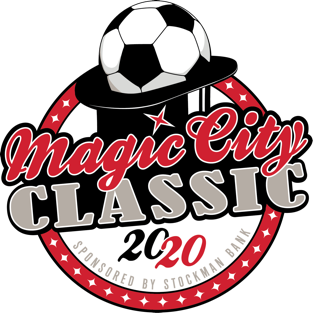 Magic City
CLASSIC
2020
SPONSORED BY STOCKMAN BANK